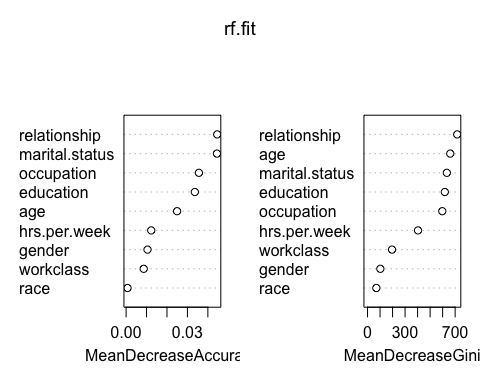 rf.fit
relationship
marital.status
occupation
education
age
hrs.per.week
gender
workclass
race
0.00 0.03
MeanDecreaseAccura
relationship
age
marital.status
education
occupation
hrs.per.week
workclass
gender
race
0 300 700
MeanDecreaseGini